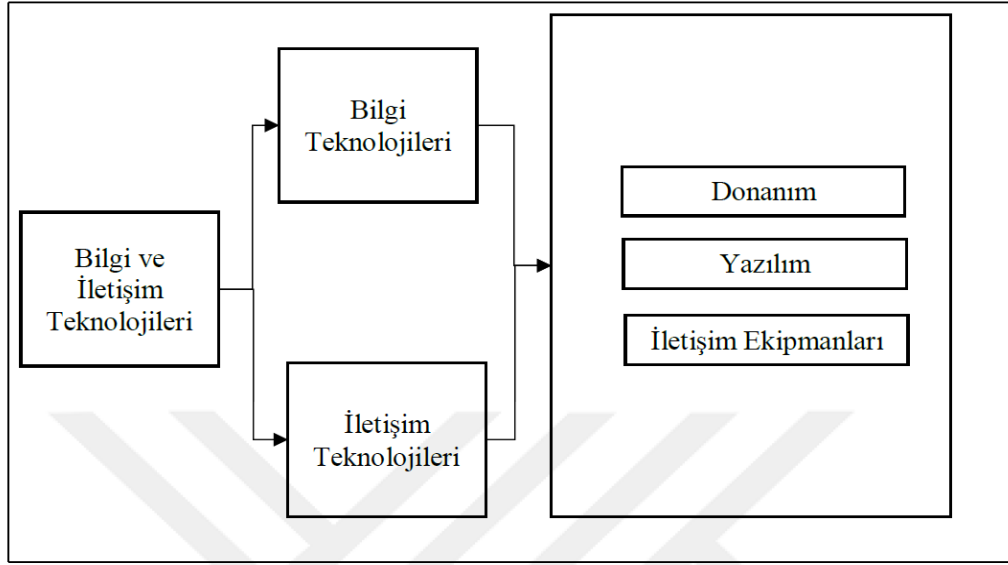 Bilgi ve
İletişim
Teknolojileri
Bilgi
Teknolojileri
İletişim
Teknolojileri
Donanım
Yazılım
İletişim Ekipmanları